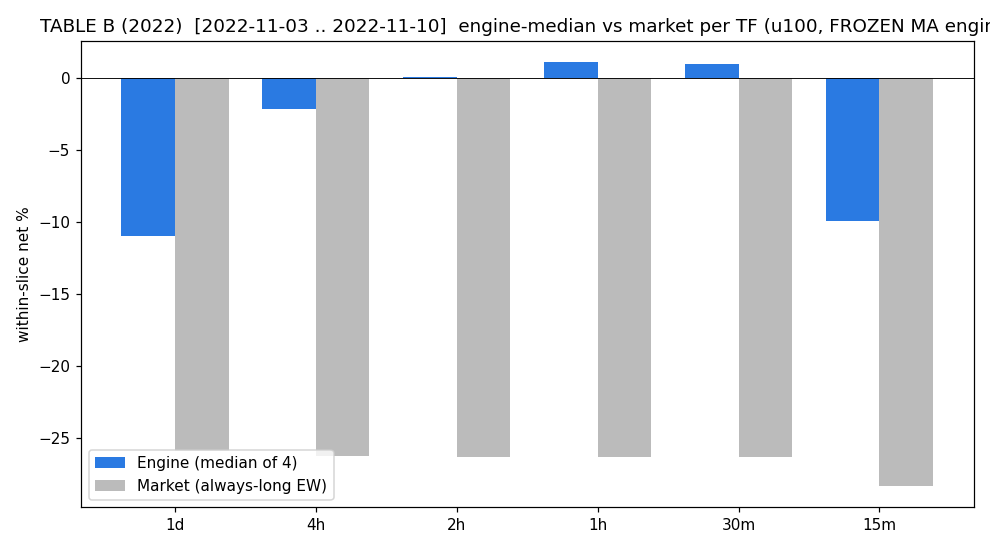 TABLE B (2022) [2022-11-03 .. 2022-11-10] engine-median vs market per TF (u100, FROZEN MA engin
within-slice net %
0
−5
−10
−15
−20
−25
Engine (median of 4)
Market (always-long EW)
1d 4h 2h 1h 30m 15m